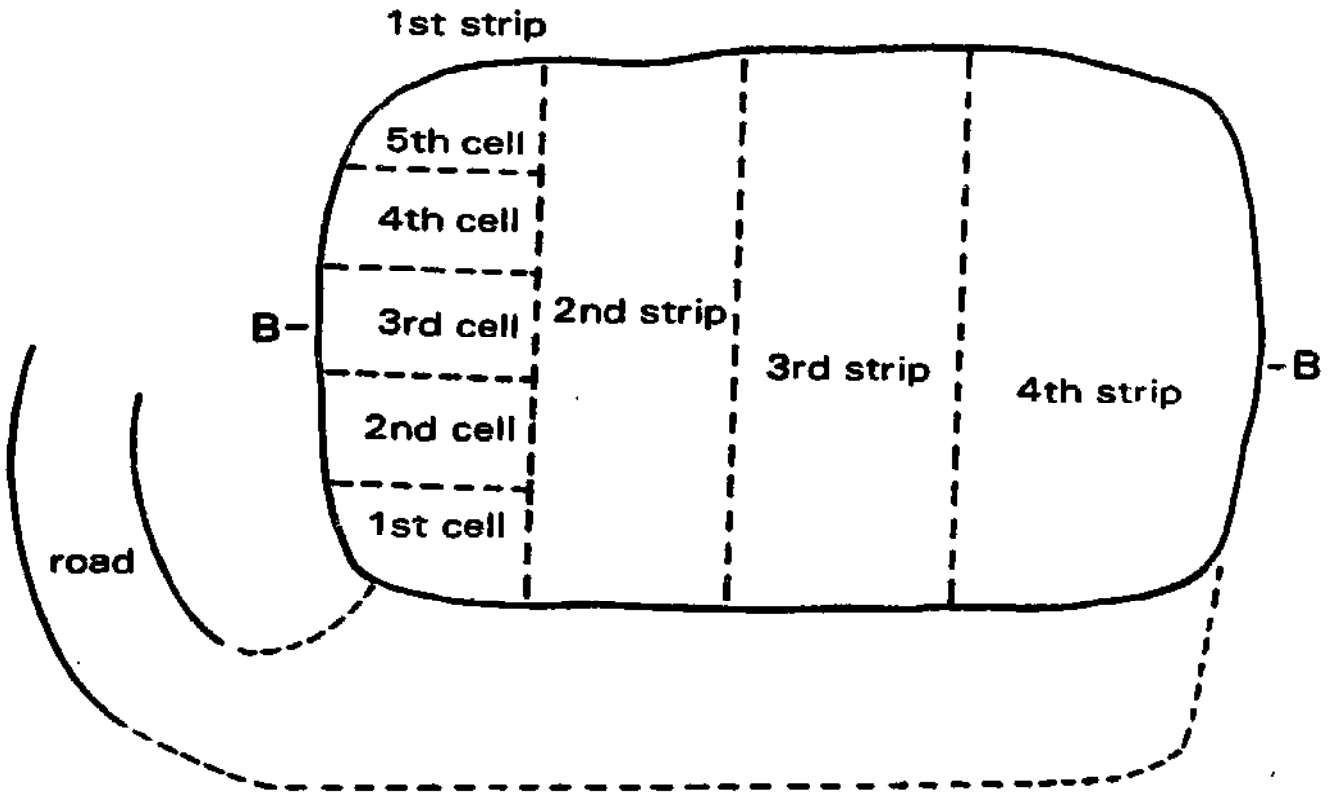 1st strip
5th cell
4th cell
B
3rd cell
2nd strip
3rd strip
B
4th strip
2nd cell
1st cell
road